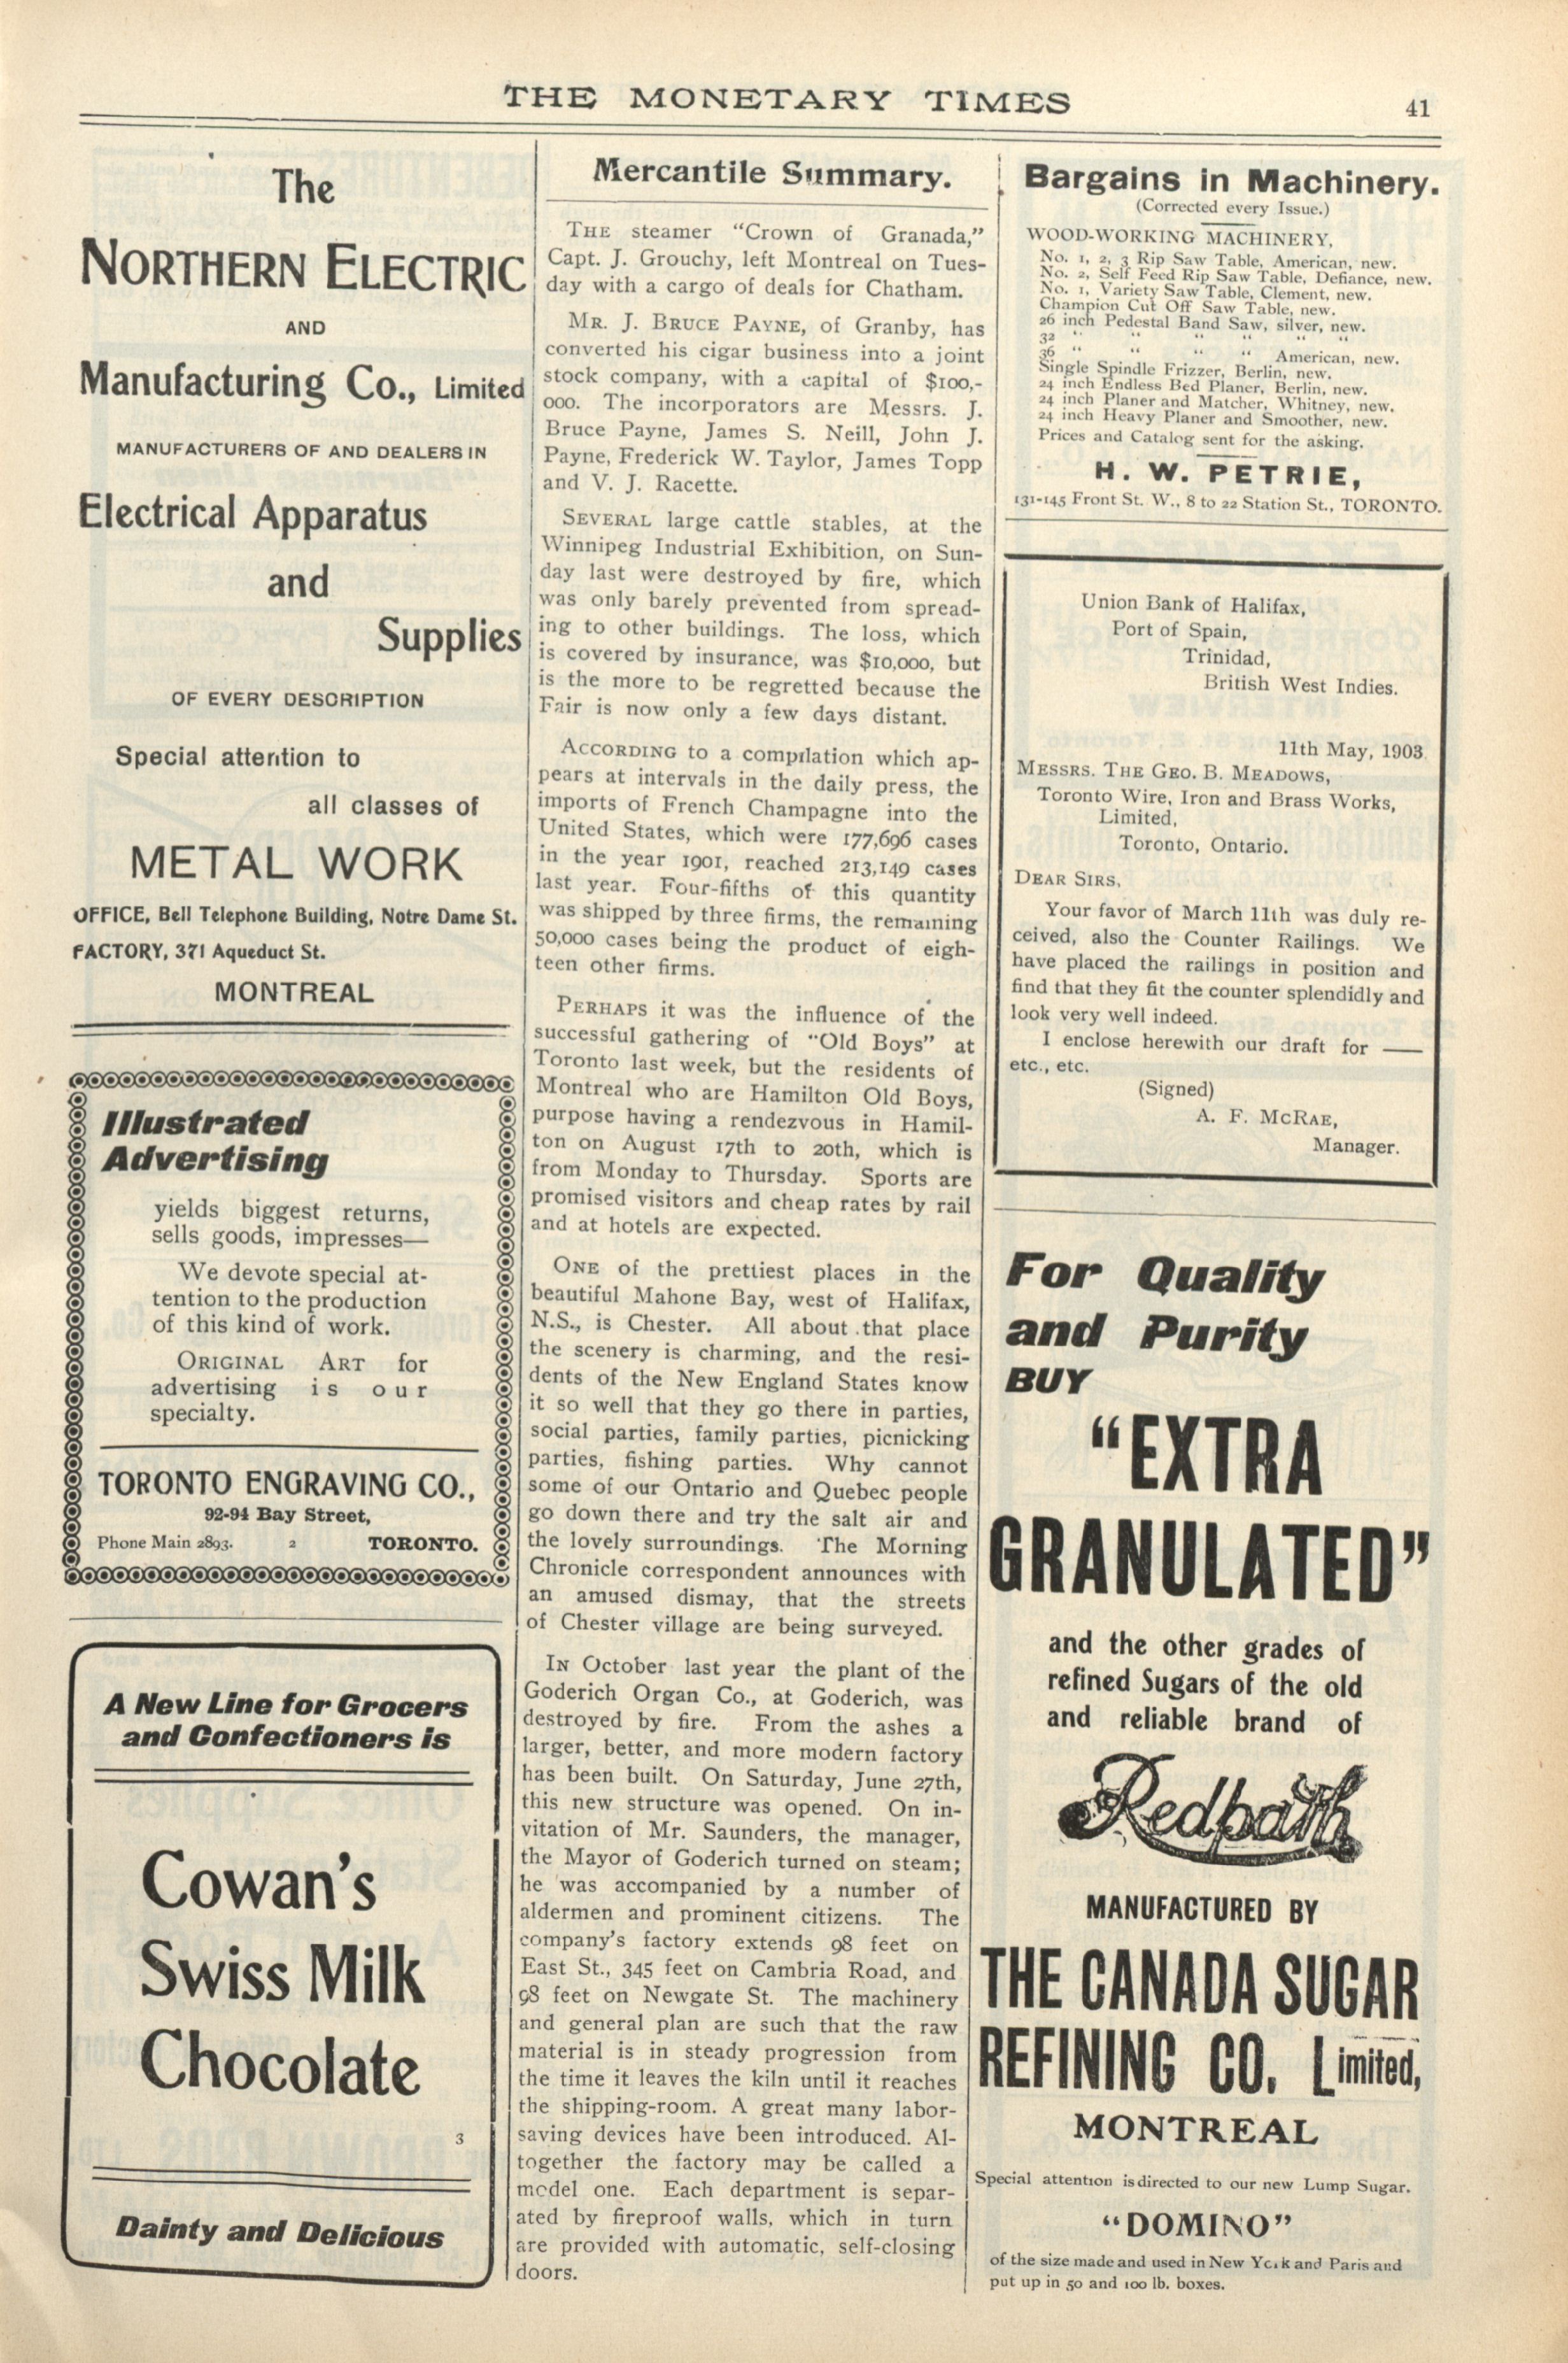 THE MONETARY TIMES
41
The
NORTHERN ELECTRIC
AND
Manufacturing Co., Limited
MANUFACTURERS OF AND DEALERS IN
Electrical Apparatus
and
Supplies
OF EVERY DESCRIPTION
Special attention to
all classes of
METAL WORK
OFFICE, Bell Telephone Building, Notre Dame St.
FACTORY, 371 Aqueduct St.
MONTREAL
Illustrated
Advertising
yields biggest returns,
sells goods, impresses—
We devote special at-
tention to the production
of this kind of work.
ORIGINAL ART for
advertising is our
specialty.
TORONTO ENGRAVING CO.,
92-94 Bay Street,
Phone Main 2893. 2 TORONTO.
A New Line for Grocers
and Confectioners is
Cowan's
Swiss Milk
Chocolate
3
Dainty and Delicious
Mercantile Summary.
THE steamer "Crown of Granada,"
Capt. J. Grouchy, left Montreal on Tues-
day with a cargo of deals for Chatham.
MR. J. BRUCE PAYNE, of Granby, has
converted his cigar business into a joint
stock company, with a capital of $100,-
000. The incorporators are Messrs. J.
Bruce Payne, James S. Neill, John J.
Payne, Frederick W. Taylor, James Topp
and V. J. Racette.
SEVERAL large cattle stables, at the
Winnipeg Industrial Exhibition, on Sun-
day last were destroyed by fire, which
was only barely prevented from spread-
ing to other buildings. The loss, which
is covered by insurance, was $10,000, but
is the more to be regretted because the
Fair is now only a few days distant.
ACCORDING to a compilation which ap-
pears at intervals in the daily press, the
imports of French Champagne into the
United States, which were 177,696 cases
in the year 1901, reached 213,149 cases
last year. Four-fifths of this quantity
was shipped by three firms, the remaining
50,000 cases being the product of eigh-
teen other firms.
PERHAPS it was the influence of the
successful gathering of "Old Boys" at
Toronto last week, but the residents of
Montreal who are Hamilton Old Boys,
purpose having a rendezvous in Hamil-
ton on August 17th to 20th, which is
from Monday to Thursday. Sports are
promised visitors and cheap rates by rail
and at hotels are expected.
ONE of the prettiest places in the
beautiful Mahone Bay, west of Halifax,
N.S., is Chester. All about that place
the scenery is charming, and the resi-
dents of the New England States know
it so well that they go there in parties,
social parties, family parties, picnicking
parties, fishing parties. Why cannot
some of our Ontario and Quebec people
go down there and try the salt air and
the lovely surroundings. The Morning
Chronicle correspondent announces with
an amused dismay, that the streets
of Chester village are being surveyed.
IN October last year the plant of the
Goderich Organ Co., at Goderich, was
destroyed by fire. From the ashes a
larger, better, and more modern factory
has been built. On Saturday, June 27th,
this new structure was opened. On in-
vitation of Mr. Saunders, the manager,
the Mayor of Goderich turned on steam;
he was accompanied by a number of
aldermen and prominent citizens. The
company's factory extends 98 feet on
East St., 345 feet on Cambria Road, and
98 feet on Newgate St. The machinery
and general plan are such that the raw
material is in steady progression from
the time it leaves the kiln until it reaches
the shipping-room. A great many labor-
saving devices have been introduced. Al-
together the factory may be called a
model one. Each department is separ-
ated by fireproof walls, which in turn
are provided with automatic, self-closing
doors.
Bargains in Machinery.
(Corrected every Issue.)
WOOD-WORKING MACHINERY,
No. 1, 2, 3 Rip Saw Table, American, new.
No. 2, Self Feed Rip Saw Table, Defiance, new.
No. 1, Variety Saw Table, Clement, new.
Champion Cut Off Saw Table, new.
26 inch Pedestal Band Saw, silver, new.
32 " " " " " "
36 " " " " American, new.
Single Spindle Frizzer, Berlin, new.
24 inch Endless Bed Planer, Berlin, new.
24 inch Planer and Matcher, Whitney, new.
24 inch Heavy Planer and Smoother, new.
Prices and Catalog sent for the asking.
H. W. PETRIE,
131-145 Front St. W., 8 to 22 Station St., TORONTO.
Union Bank of Halifax,
Port of Spain,
Trinidad,
British West Indies.
11th May, 1903
MESSRS. THE GEO. B. MEADOWS,
Toronto Wire, Iron and Brass Works,
Limited,
Toronto, Ontario.
DEAR SIRS,
Your favor of March 11th was duly re-
ceived, also the Counter Railings. We
have placed the railings in position and
find that they fit the counter splendidly and
look very well indeed.
I enclose herewith our draft for ——
etc., etc.
(Signed)
A. F. MCRAE,
Manager.
For Quality
and Purity
BUY
"EXTRA
GRANULATED"
and the other grades of
refined Sugars of the old
and reliable brand of
Redpath
MANUFACTURED BY
THE CANADA SUGAR
REFINING CO. Limited,
MONTREAL
Special attention is directed to our new Lump Sugar.
"DOMINO"
of the size made and used in New York and Paris and
put up in 50 and 100 lb. boxes.